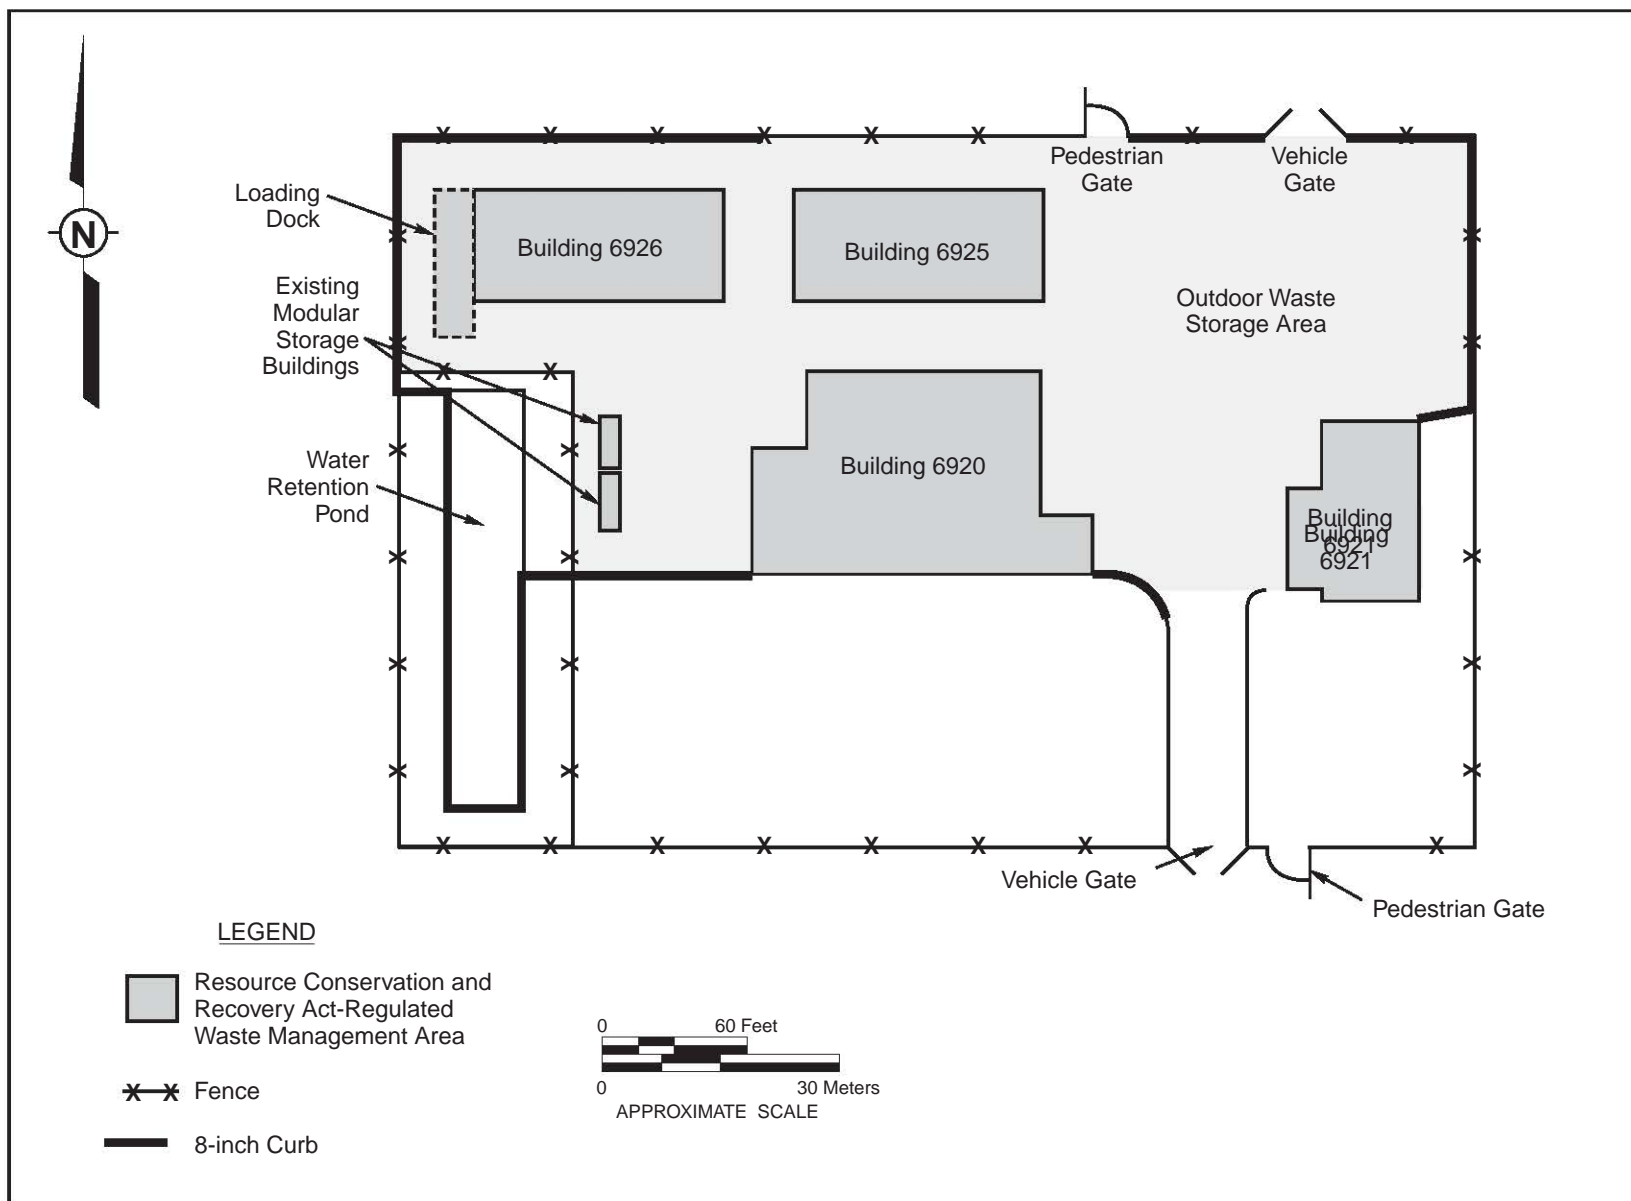 N
Loading
Dock
Existing
Modular
Storage
Buildings
Water
Retention
Pond
Pedestrian
Gate
Vehicle
Gate
Building 6926
Building 6925
Outdoor Waste
Storage Area
Building 6920
Building
6921
Building
6921
Vehicle Gate
Pedestrian Gate
LEGEND
Resource Conservation and
Recovery Act-Regulated
Waste Management Area
Fence
8-inch Curb
0 60 Feet
0 30 Meters
APPROXIMATE SCALE